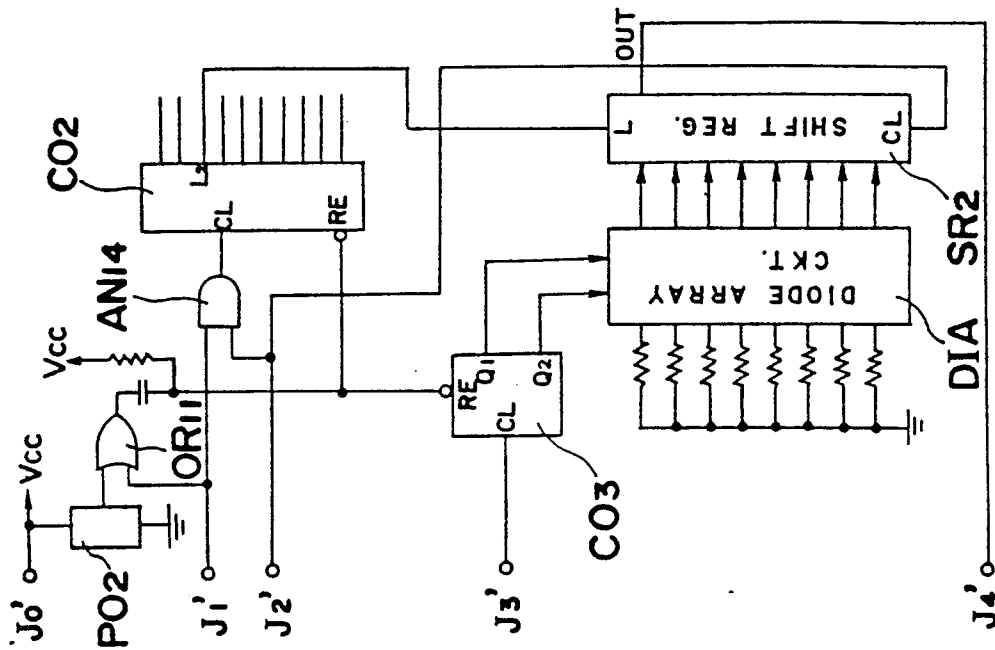 CO2
L2
CL
RE
AN14
Vcc
OR11
Vcc
J0'
PO2
J1'
J2'
RE
Q1
Q2
CL
CO3
J3'
OUT
L
SHIFT REG.
CL
SR2
DIODE ARRAY
CKT.
DIA
J4'